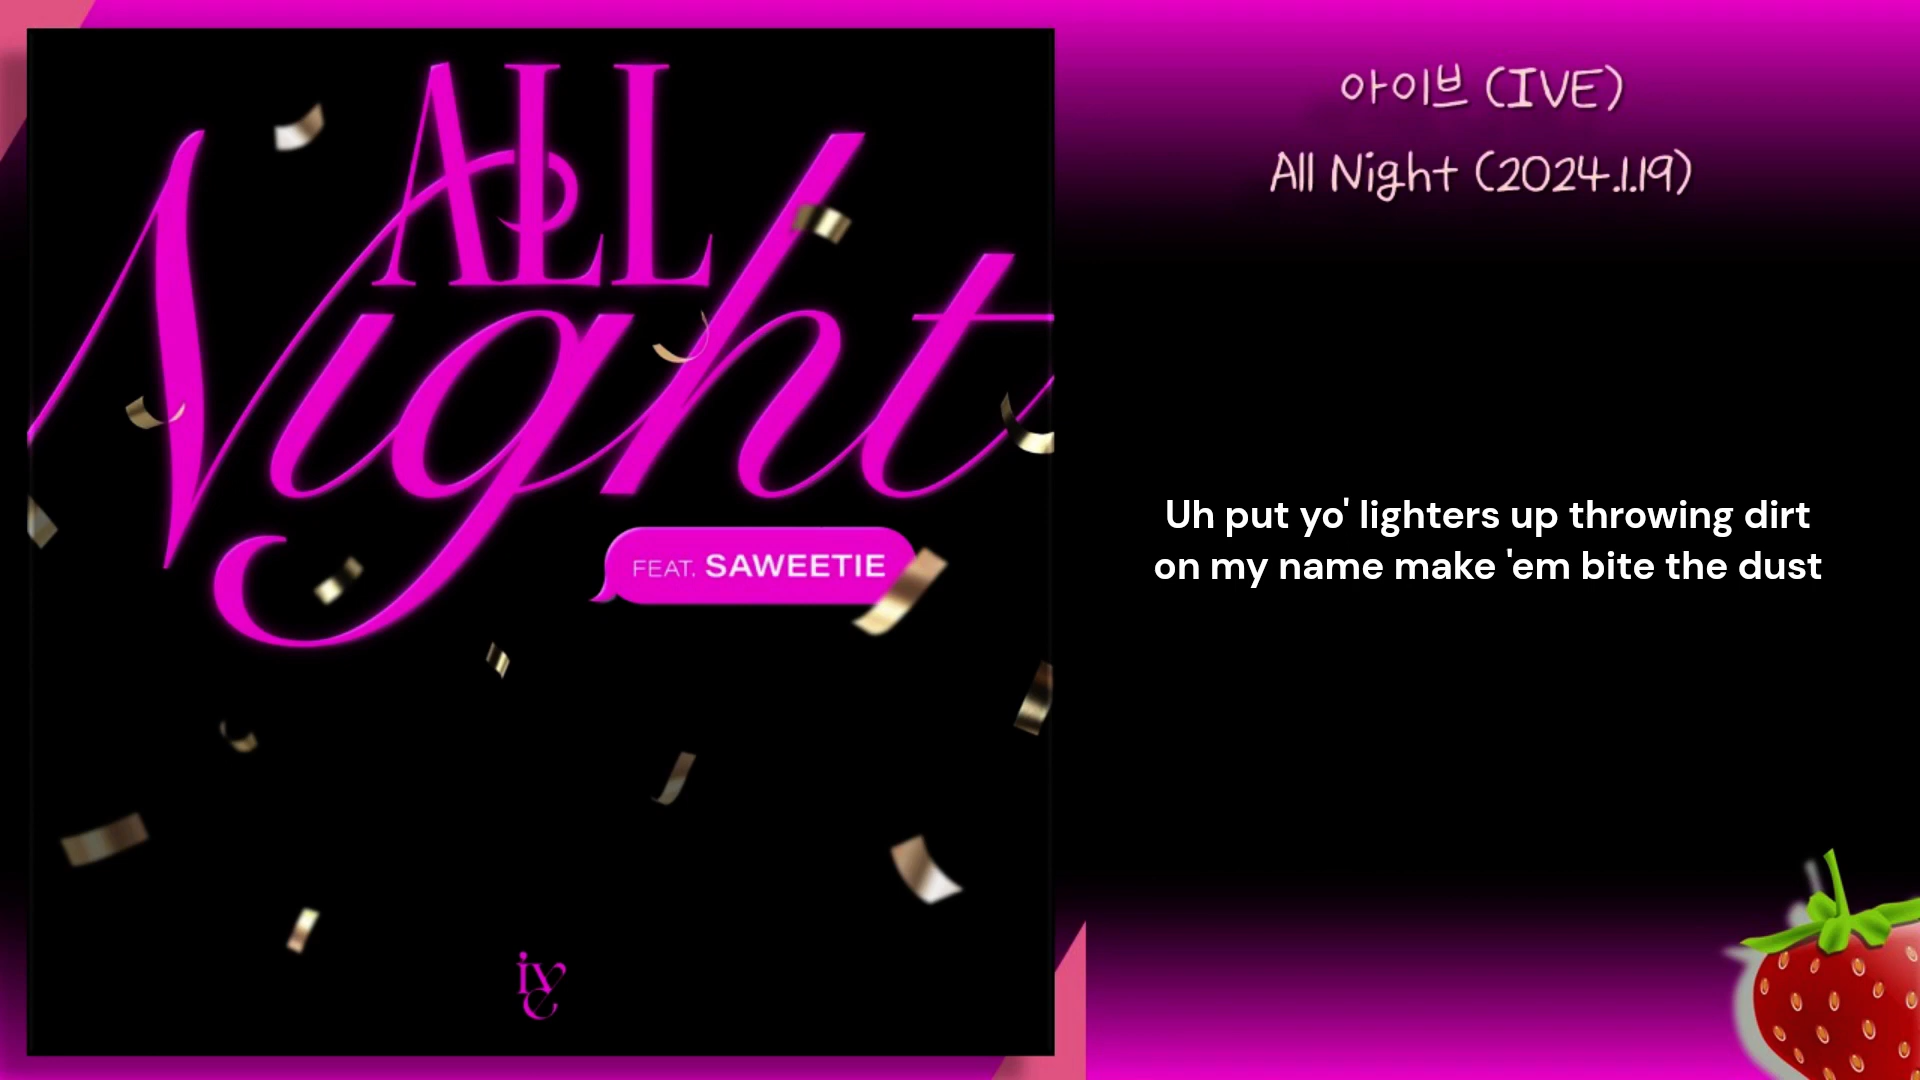 ALL
Night
FEAT. SAWEETIE
ive
아이브 (IVE)
All Night (2024.1.19)
Uh put yo' lighters up throwing dirt
on my name make 'em bite the dust